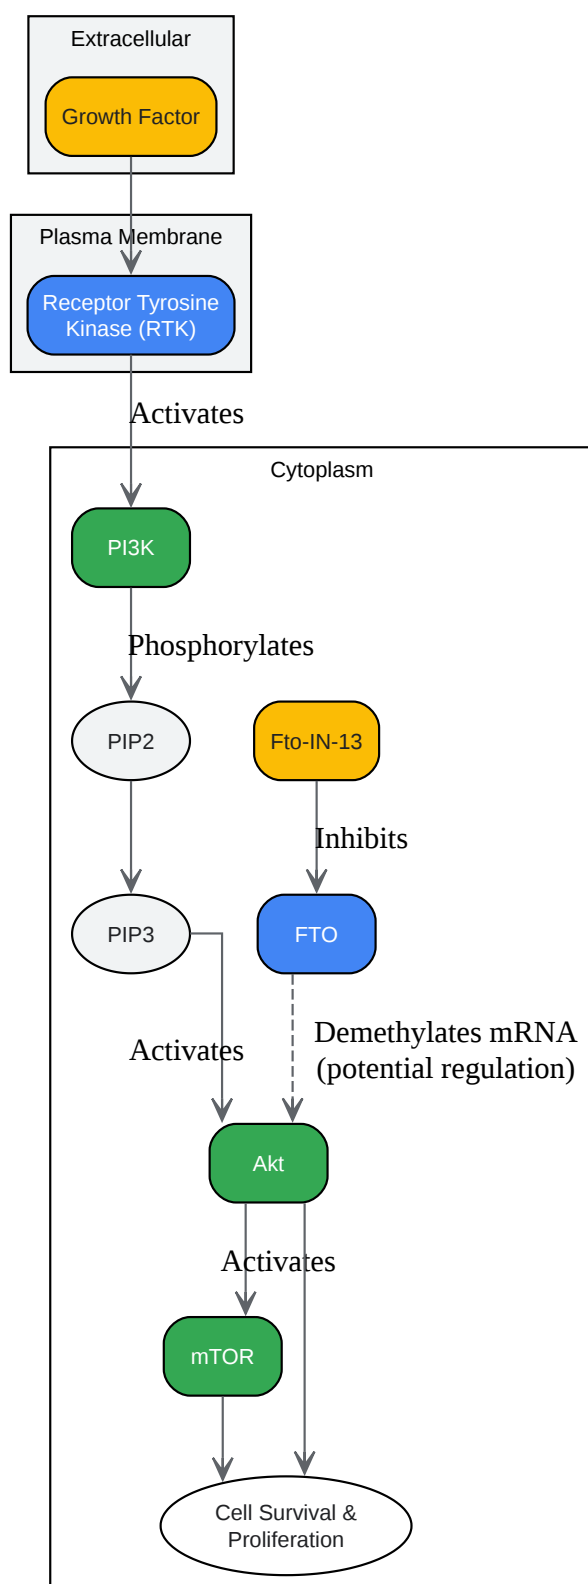 Extracellular
Growth Factor
Plasma Membrane
Receptor Tyrosine
Kinase (RTK)
Activates
Cytoplasm
PI3K
Phosphorylates
PIP2
Fto-IN-13
Inhibits
PIP3
FTO
Activates
Demethylates mRNA
(potential regulation)
Akt
Activates
mTOR
Cell Survival &
Proliferation